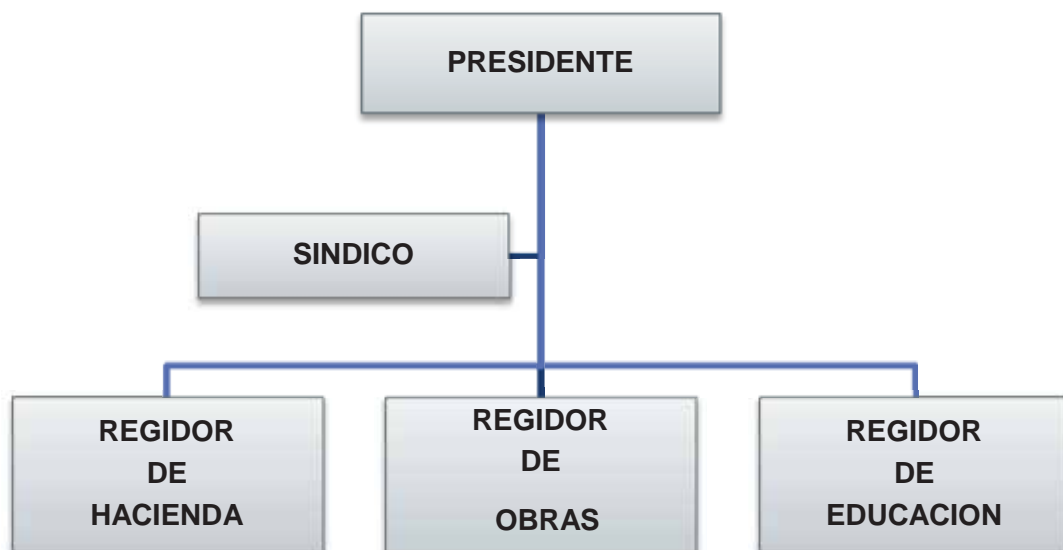 PRESIDENTE
SINDICO
REGIDOR
DE
HACIENDA
REGIDOR
DE
OBRAS
REGIDOR
DE
EDUCACION